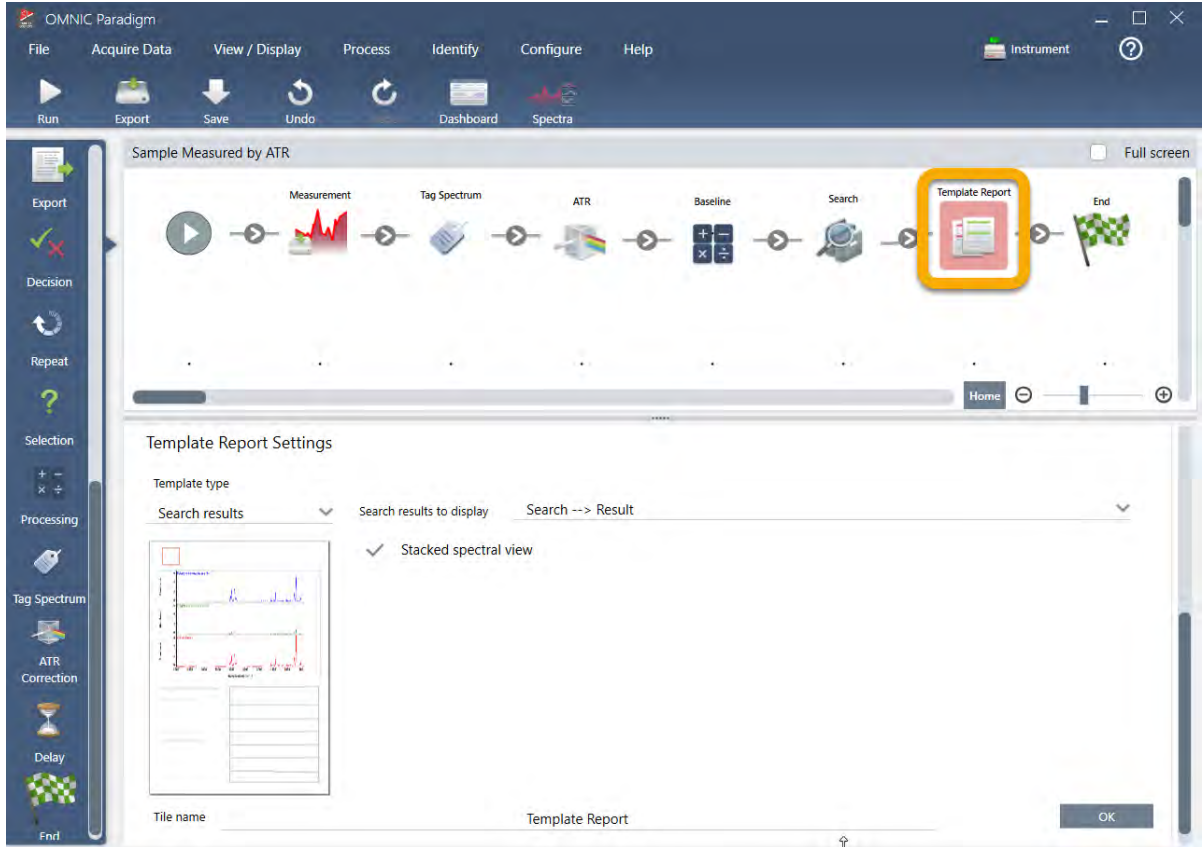 OMNIC Paradigm
File Acquire Data View / Display Process Identify Configure Help Instrument
Run Export Save Undo Dashboard Spectra
Sample Measured by ATR Full screen
Export
Decision
Repeat
Selection
Processing
Tag Spectrum
ATR
Correction
Delay
End
Measurement Tag Spectrum ATR Baseline Search Template Report End
Home
Template Report Settings
Template type
Search results
Search results to display Search --> Result
Stacked spectral view
Tile name Template Report
OK